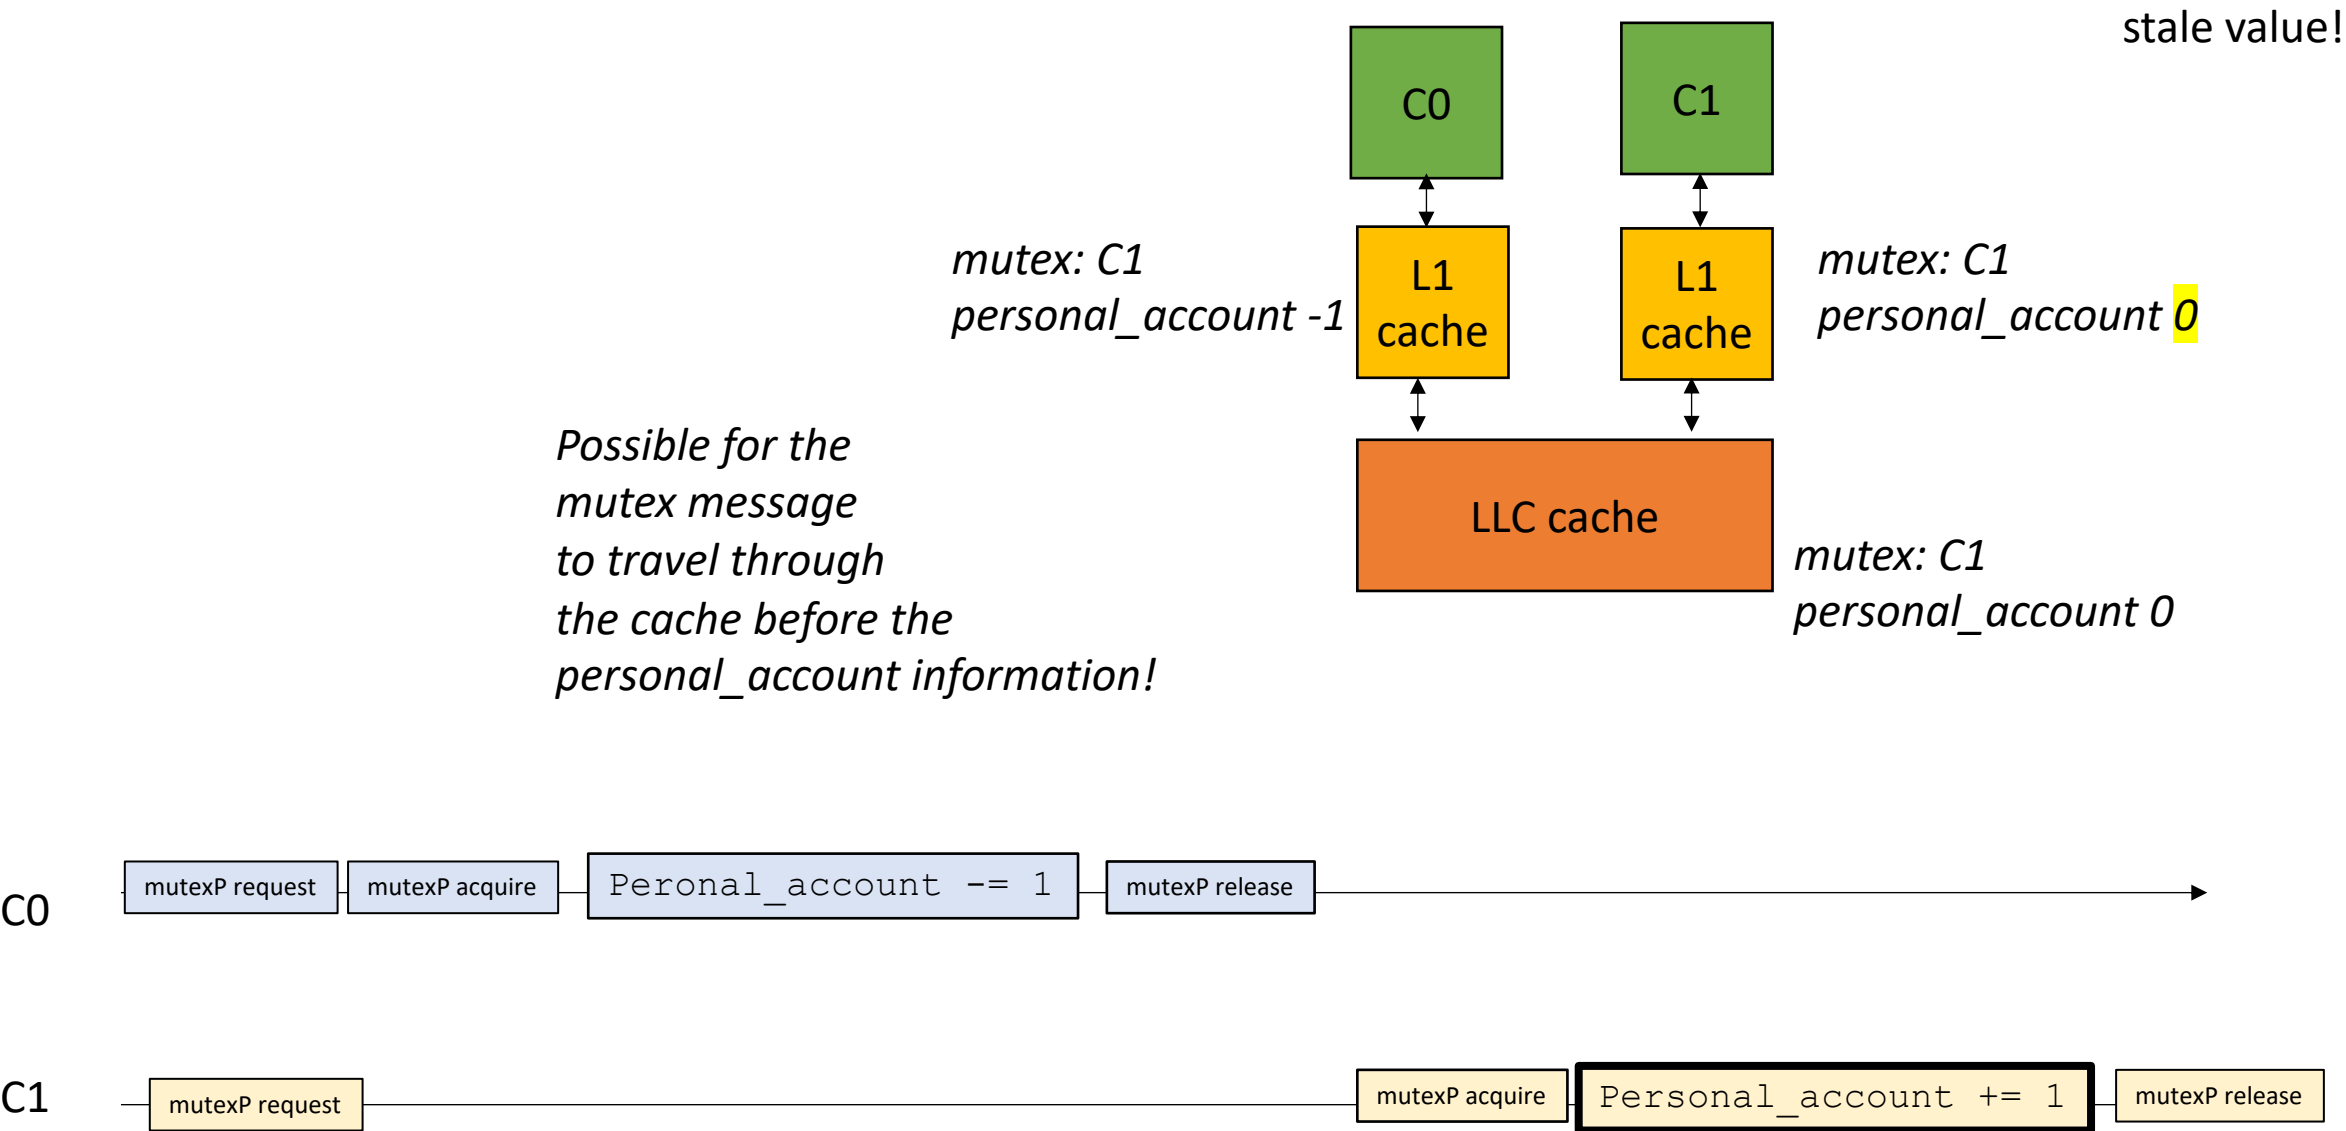 stale value!
C0
C1
mutex: C1
personal_account -1
L1
cache
L1
cache
mutex: C1
personal_account 0
Possible for the
mutex message
to travel through
the cache before the
personal_account information!
LLC cache
mutex: C1
personal_account 0
C0
mutexP request
mutexP acquire
Peronal_account -= 1
mutexP release
C1
mutexP request
mutexP acquire
Personal_account += 1
mutexP release